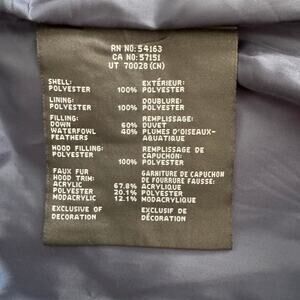 RN NO: 54163
CA NO: 57151
UT 70028 (CN)
SHELL: EXTÉRIEUR:
POLYESTER 100% POLYESTER
LINING: DOUBLURE:
POLYESTER 100% POLYESTER
FILLING: REMPLISSAGE:
DOWN 60% DUVET
WATERFOWL 40% PLUMES D'OISEAUX-
FEATHERS AQUATIQUE
HOOD FILLING: REMPLISSAGE DE
CAPUCHON:
POLYESTER 100% POLYESTER
FAUX FUR GARNITURE DE CAPUCHON
HOOD TRIM: DE FOURRURE FAUSSE:
ACRYLIC 67.8% ACRYLIQUE
POLYESTER 20.1% POLYESTER
MODACRYLIC 12.1% MODACRYLIQUE
EXCLUSIVE OF EXCLUSIF DE
DECORATION DÉCORATION